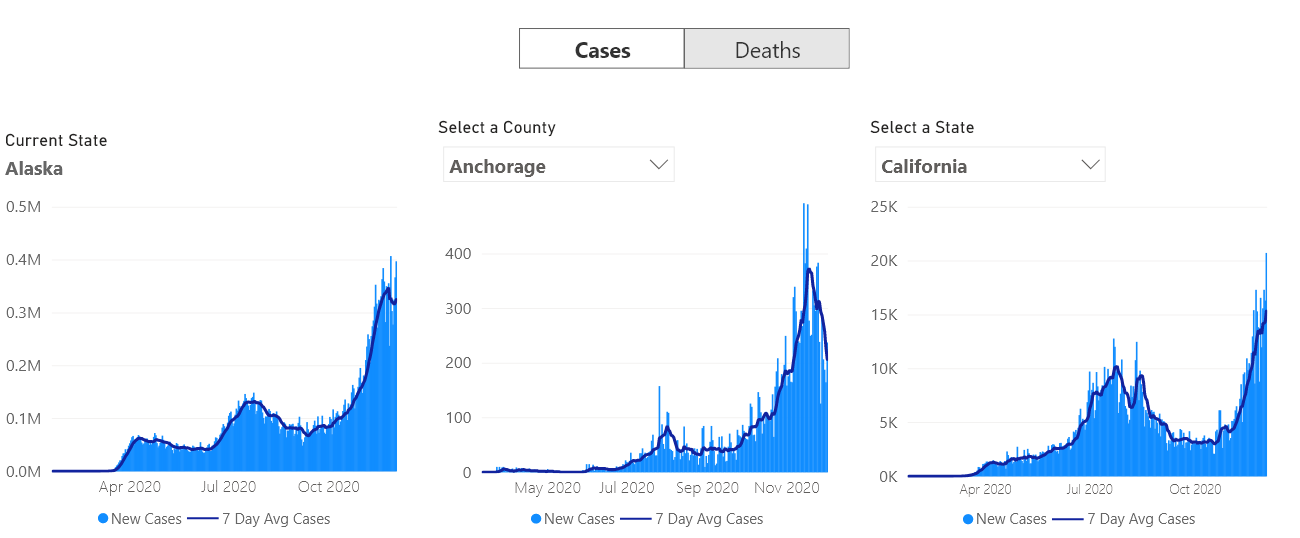 Cases Deaths
Current State
Alaska
0.5M
0.4M
0.3M
0.2M
0.1M
0.0M
Apr 2020 Jul 2020 Oct 2020
New Cases 7 Day Avg Cases
Select a County
Anchorage
400
300
200
100
0
May 2020 Jul 2020 Sep 2020 Nov 2020
New Cases 7 Day Avg Cases
Select a State
California
25K
20K
15K
10K
5K
0K
Apr 2020 Jul 2020 Oct 2020
New Cases 7 Day Avg Cases